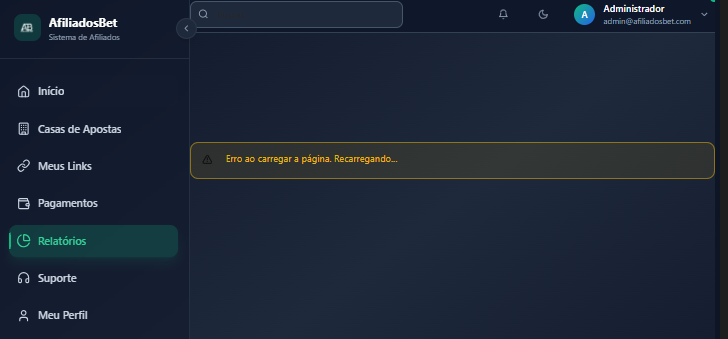 AfiliadosBet
Sistema de Afiliados
A
Administrador
admin@afiliadosbet.com
Início
Casas de Apostas
Meus Links
Pagamentos
Relatórios
Suporte
Meu Perfil
Erro ao carregar a página. Recarregando...